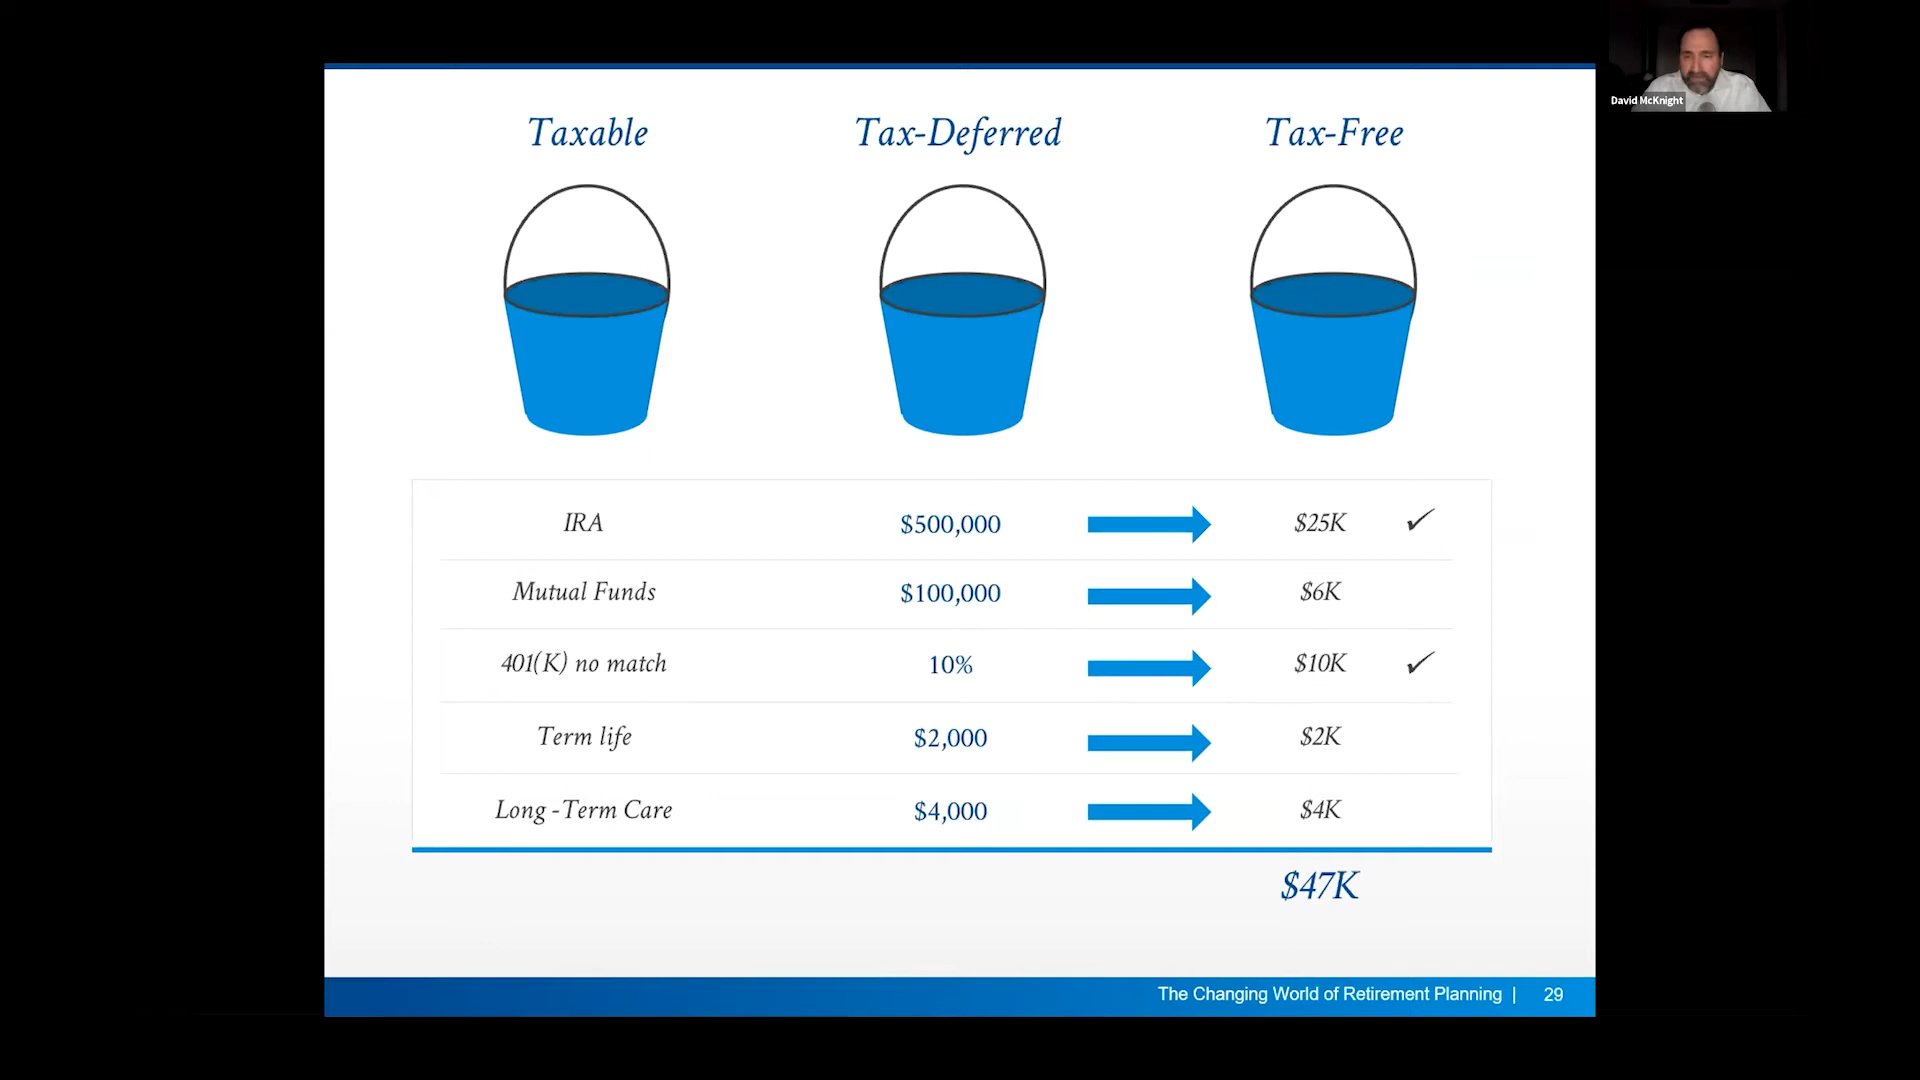 David McKnight
Taxable Tax-Deferred Tax-Free
IRA $500,000 $25K ✓
Mutual Funds $100,000 $6K
401(K) no match 10% $10K ✓
Term life $2,000 $2K
Long -Term Care $4,000 $4K
$47K
The Changing World of Retirement Planning | 29